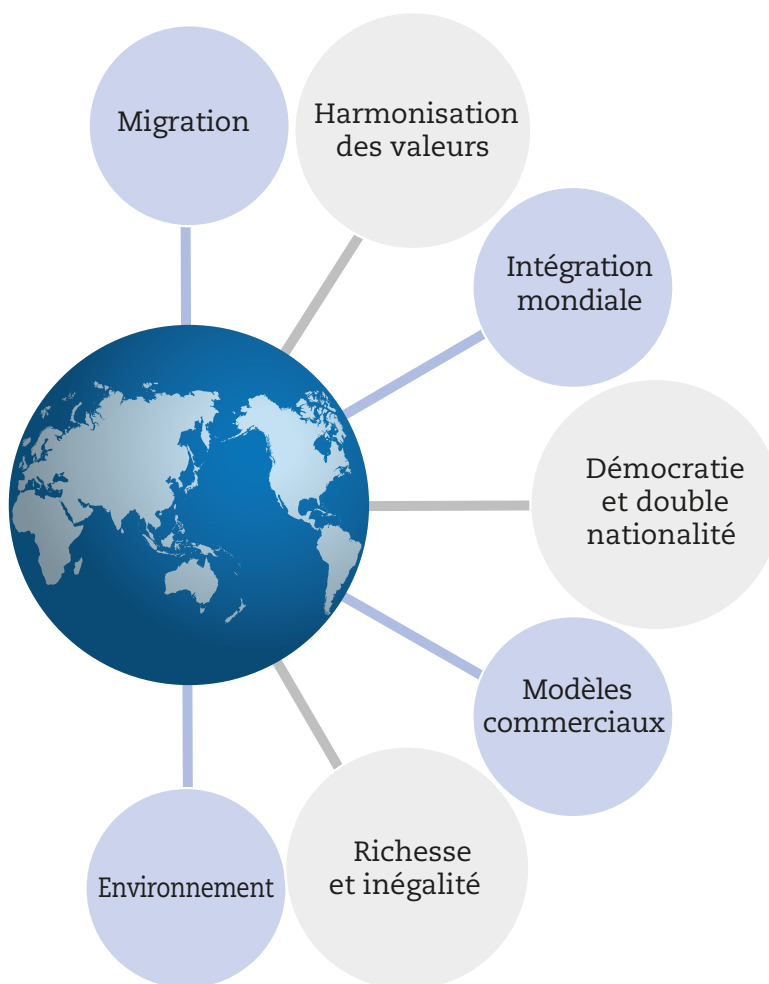 Migration
Harmonisation
des valeurs
Intégration
mondiale
Démocratie
et double
nationalité
Modèles
commerciaux
Richesse
et inégalité
Environnement